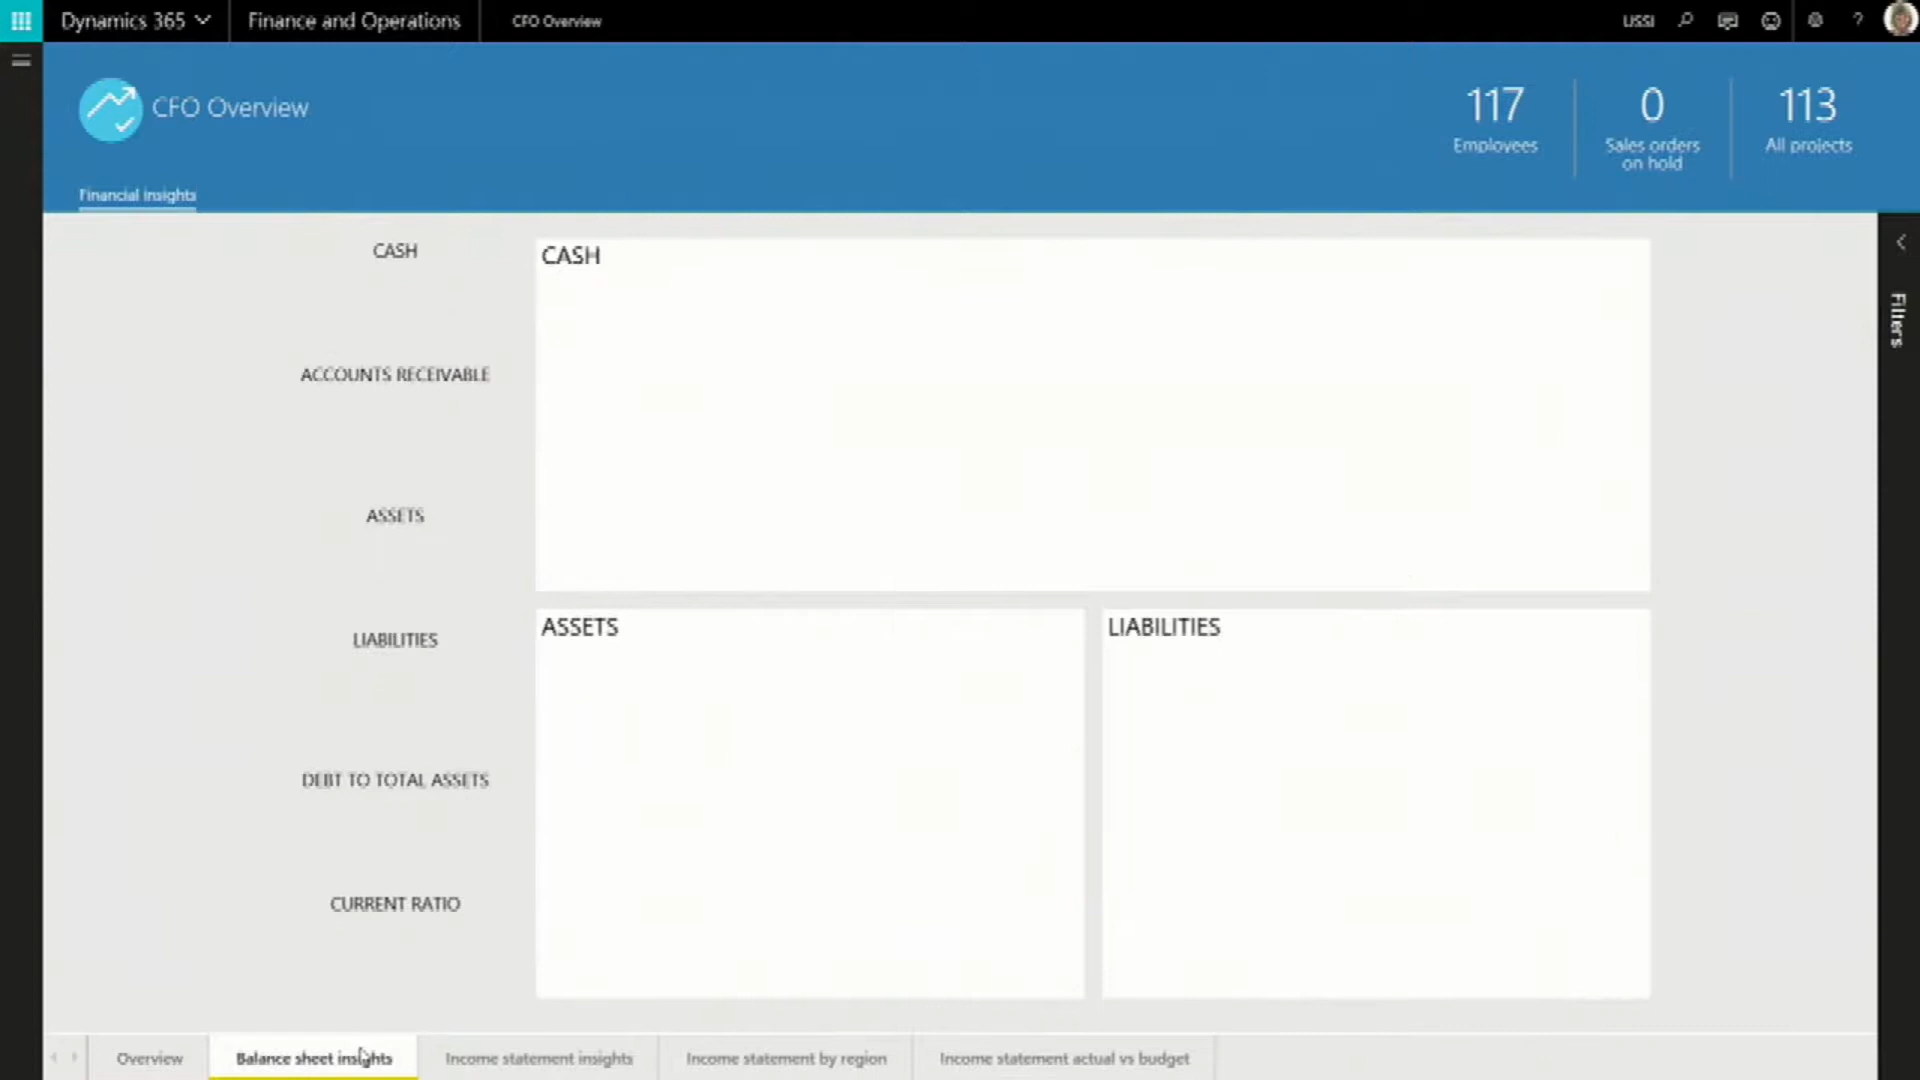 Dynamics 365
Finance and Operations
CFO Overview
USSI
?
CFO Overview
117
Employees
0
Sales orders
on hold
113
All projects
Financial insights
Filters
CASH
ACCOUNTS RECEIVABLE
ASSETS
LIABILITIES
DEBT TO TOTAL ASSETS
CURRENT RATIO
CASH
ASSETS
LIABILITIES
Overview
Balance sheet insights
Income statement insights
Income statement by region
Income statement actual vs budget